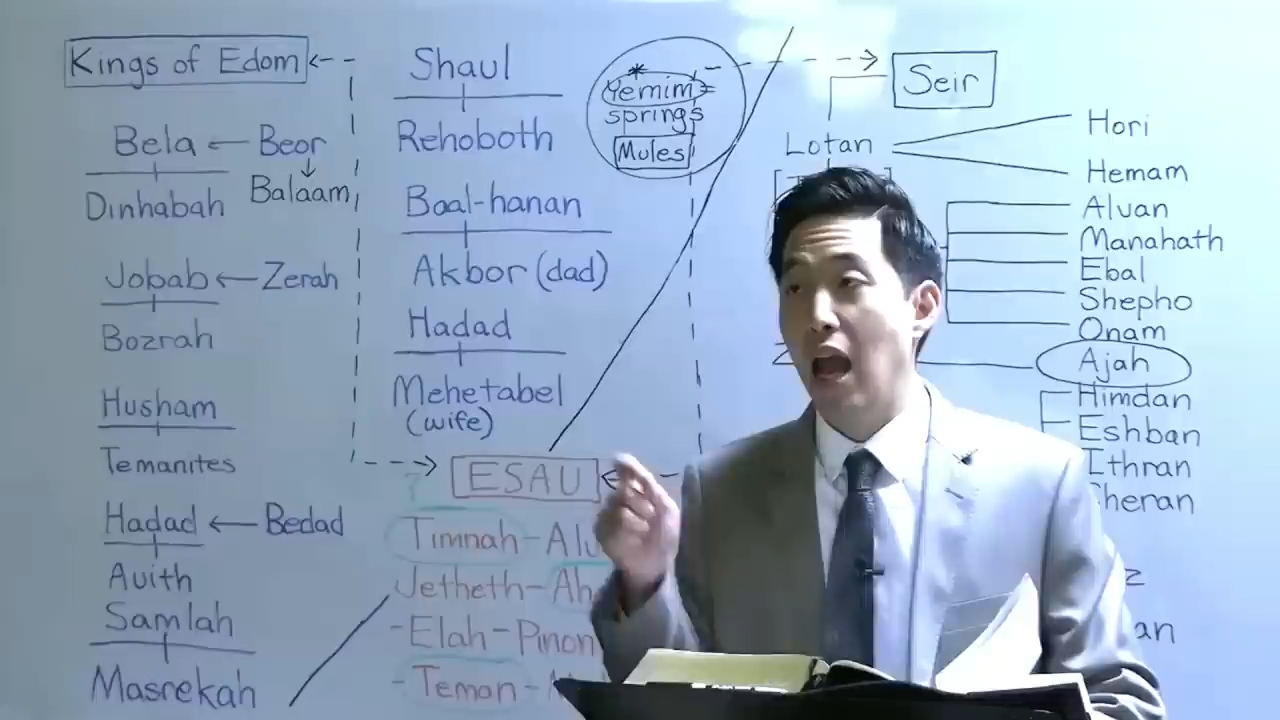 Kings of Edom
Bela ← Beor
Balaam
Dinhabah
Jobab ← Zerah
Bozrah
Husham
Temanites
Hadad ← Bedad
Avith
Samlah
Masrekah
Shaul
Rehoboth
Baal-hanan
Akbor (dad)
Hadad
Mehetabel
(wife)
*
Yemim=
springs
Mules
ESAU
Timnah-
Jetheth-
-Elah-Pinon
-Teman-
Seir
Lotan
Hori
Hemam
Alvan
Manahath
Ebal
Shepho
Onam
Ajah
Himdan
Eshban
Ithran